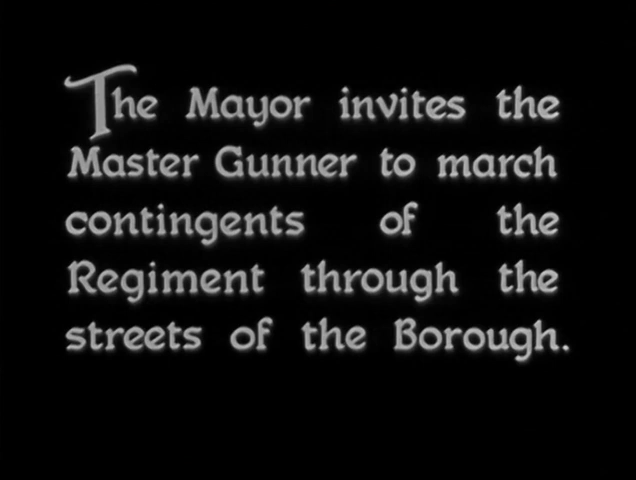 The Mayor invites the
Master Gunner to march
contingents of the
Regiment through the
streets of the Borough.